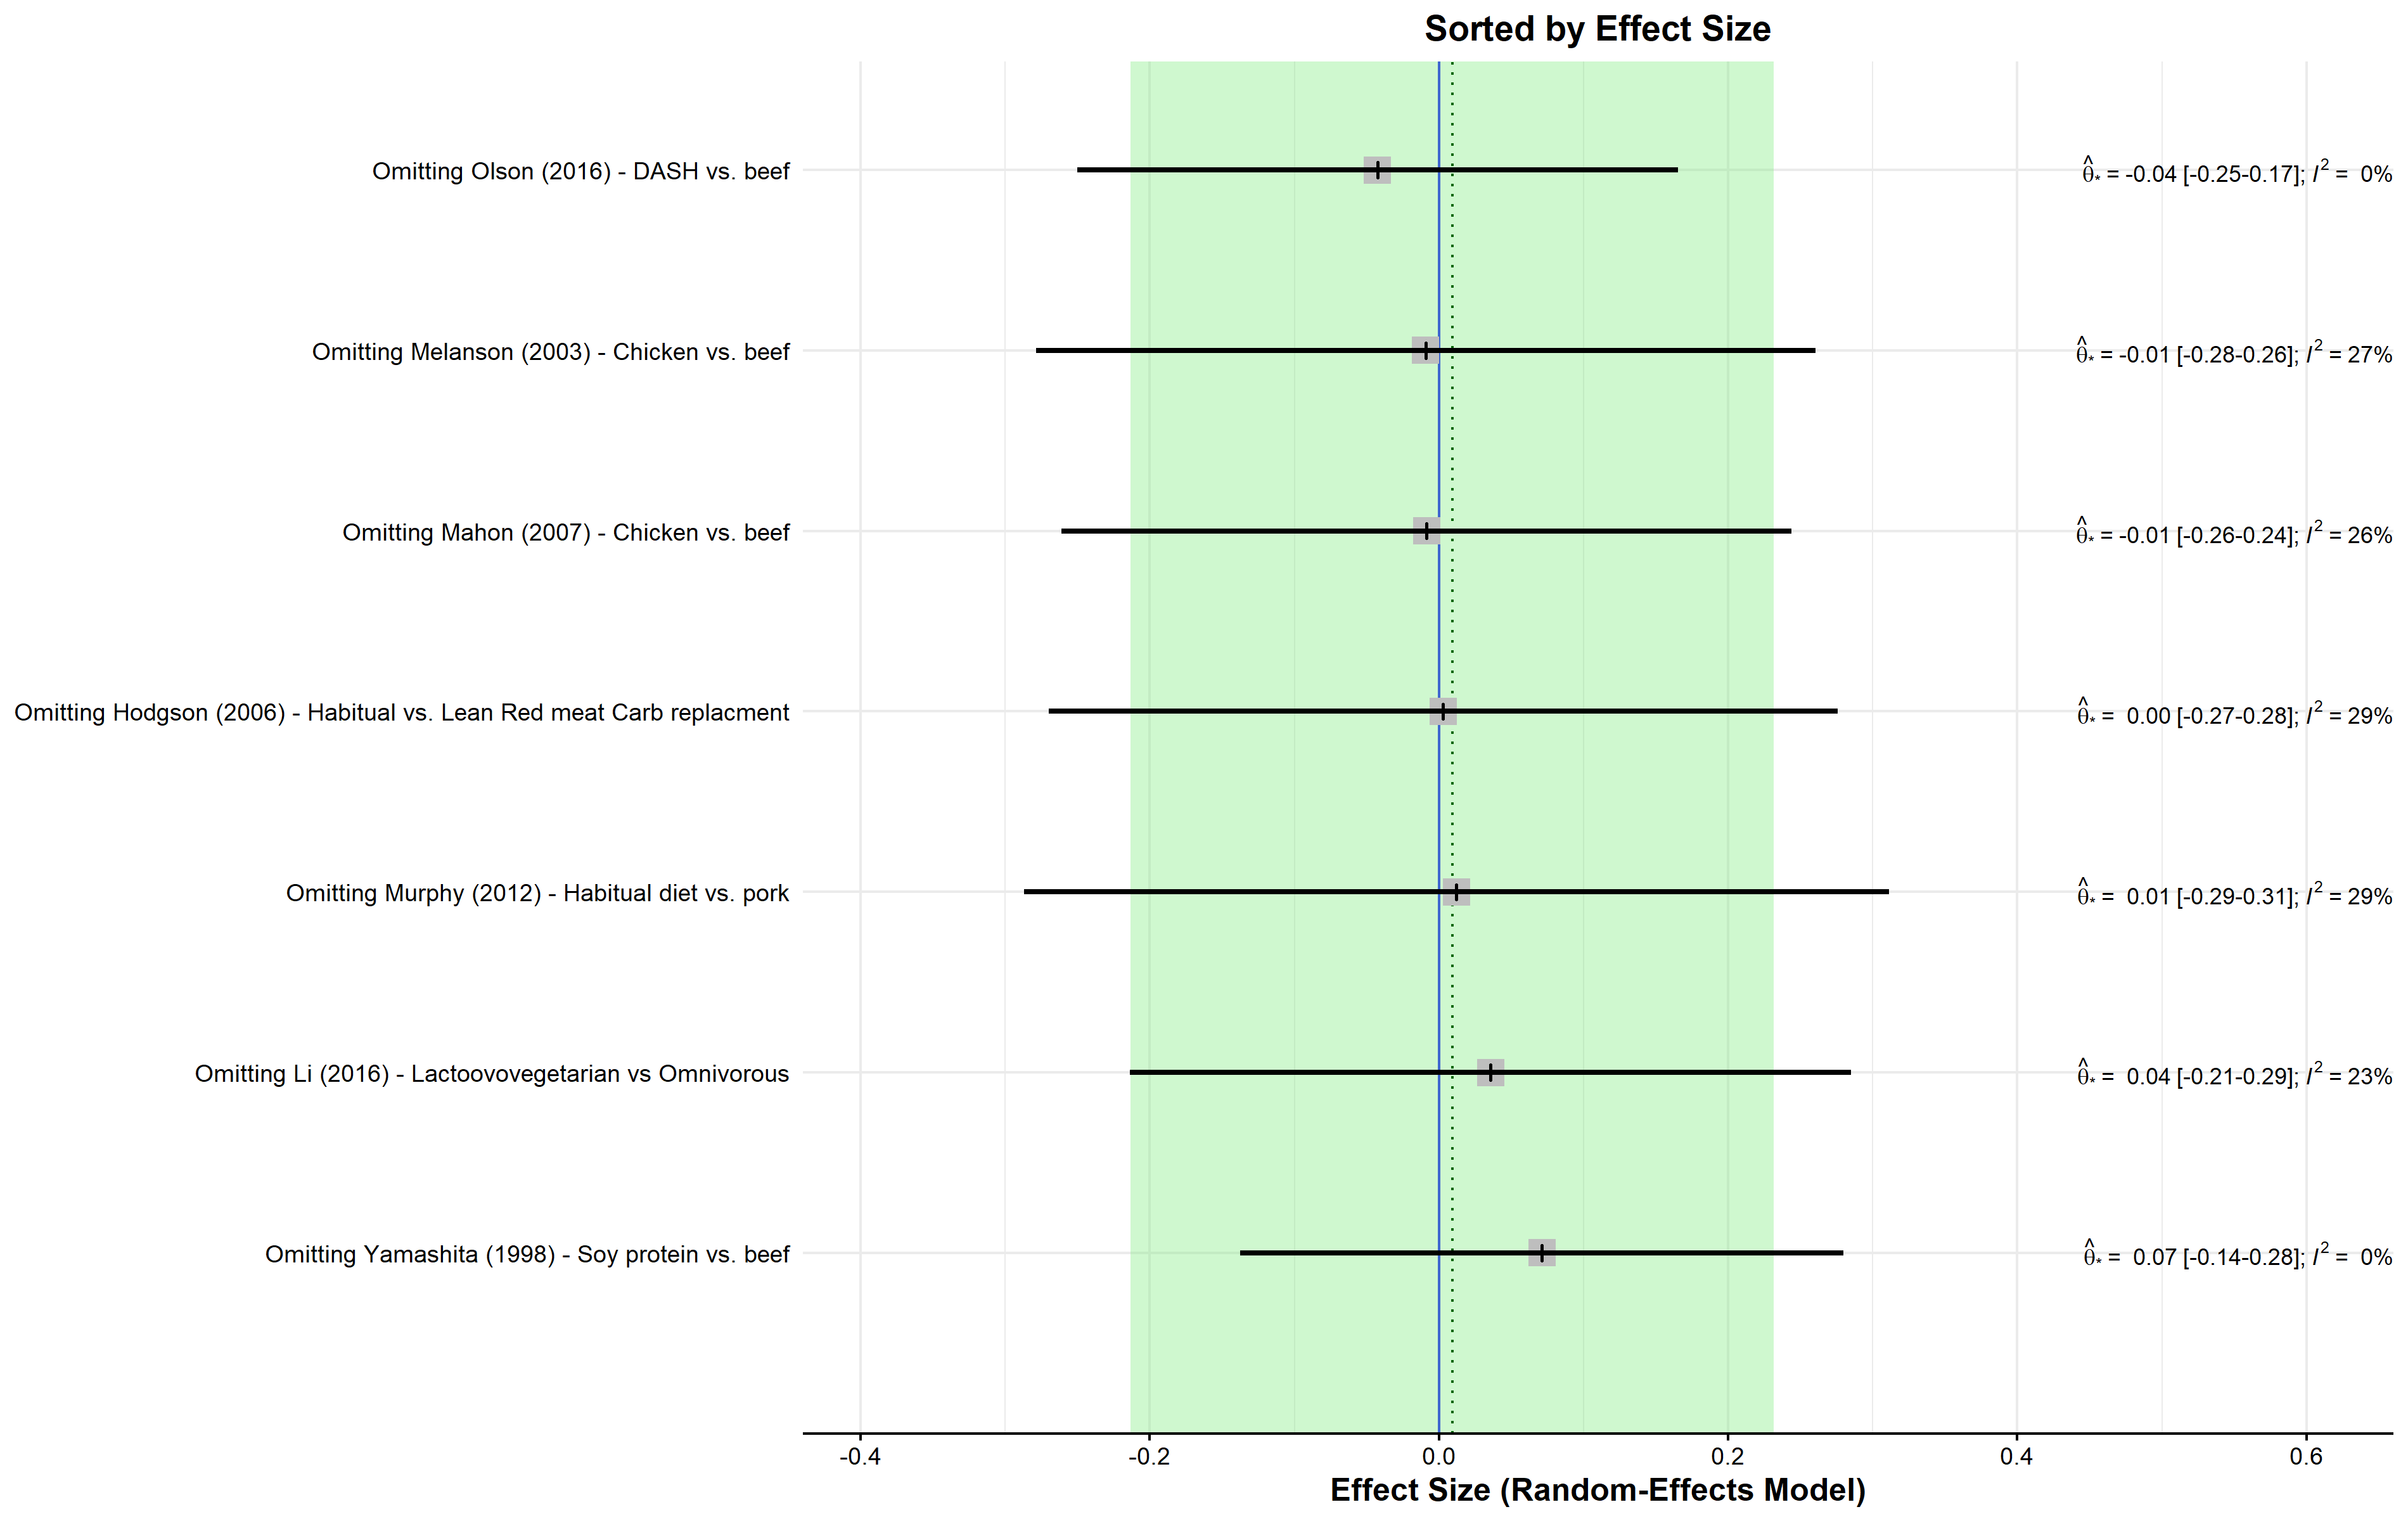 Sorted by Effect Size
Omitting Olson (2016) - DASH vs. beef
θ̂* = -0.04 [-0.25-0.17]; I² = 0%
Omitting Melanson (2003) - Chicken vs. beef
θ̂* = -0.01 [-0.28-0.26]; I² = 27%
Omitting Mahon (2007) - Chicken vs. beef
θ̂* = -0.01 [-0.26-0.24]; I² = 26%
Omitting Hodgson (2006) - Habitual vs. Lean Red meat Carb replacment
θ̂* = 0.00 [-0.27-0.28]; I² = 29%
Omitting Murphy (2012) - Habitual diet vs. pork
θ̂* = 0.01 [-0.29-0.31]; I² = 29%
Omitting Li (2016) - Lactoovovegetarian vs Omnivorous
θ̂* = 0.04 [-0.21-0.29]; I² = 23%
Omitting Yamashita (1998) - Soy protein vs. beef
θ̂* = 0.07 [-0.14-0.28]; I² = 0%
-0.4 -0.2 0.0 0.2 0.4 0.6
Effect Size (Random-Effects Model)